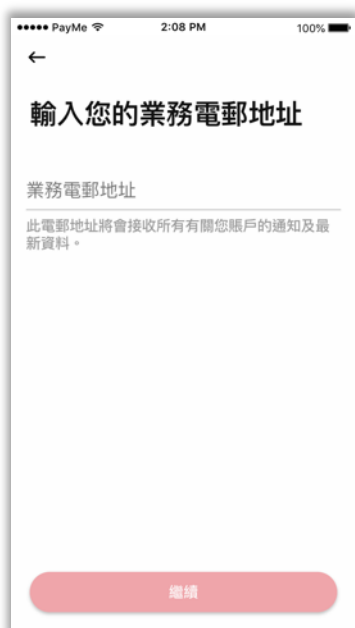 ••••• PayMe 2:08 PM 100%
輸入您的業務電郵地址
業務電郵地址
此電郵地址將會接收所有有關您賬戶的通知及最
新資料。
繼續